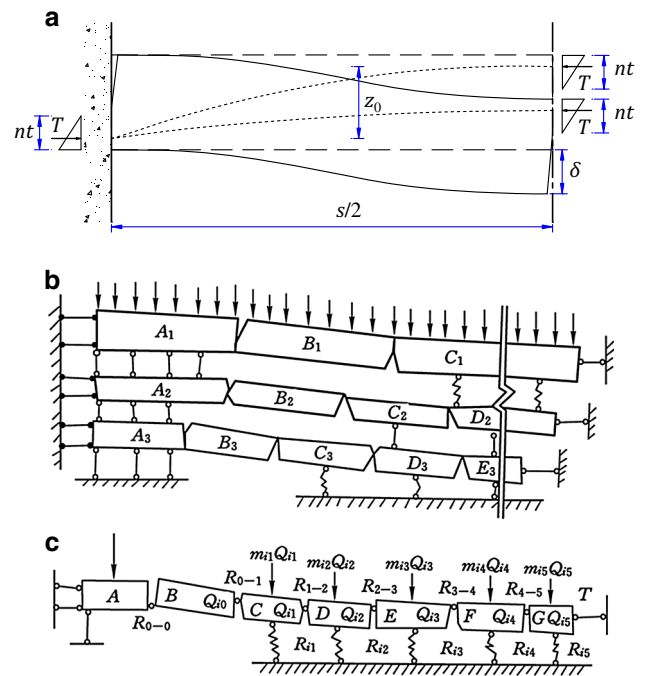 a
nt
T
z₀
nt
T
nt
T
δ
s/2
b
A₁
B₁
C₁
A₂
B₂
C₂
D₂
A₃
B₃
C₃
D₃
E₃
c
mᵢ₁Qᵢ₁
mᵢ₂Qᵢ₂
mᵢ₃Qᵢ₃
mᵢ₄Qᵢ₄
mᵢ₅Qᵢ₅
R₀₋₁
R₁₋₂
R₂₋₃
R₃₋₄
R₄₋₅
T
A
B
Qᵢ₀
C Qᵢ₁
D Qᵢ₂
E Qᵢ₃
F Qᵢ₄
G Qᵢ₅
R₀₋₀
Rᵢ₁
Rᵢ₂
Rᵢ₃
Rᵢ₄
Rᵢ₅